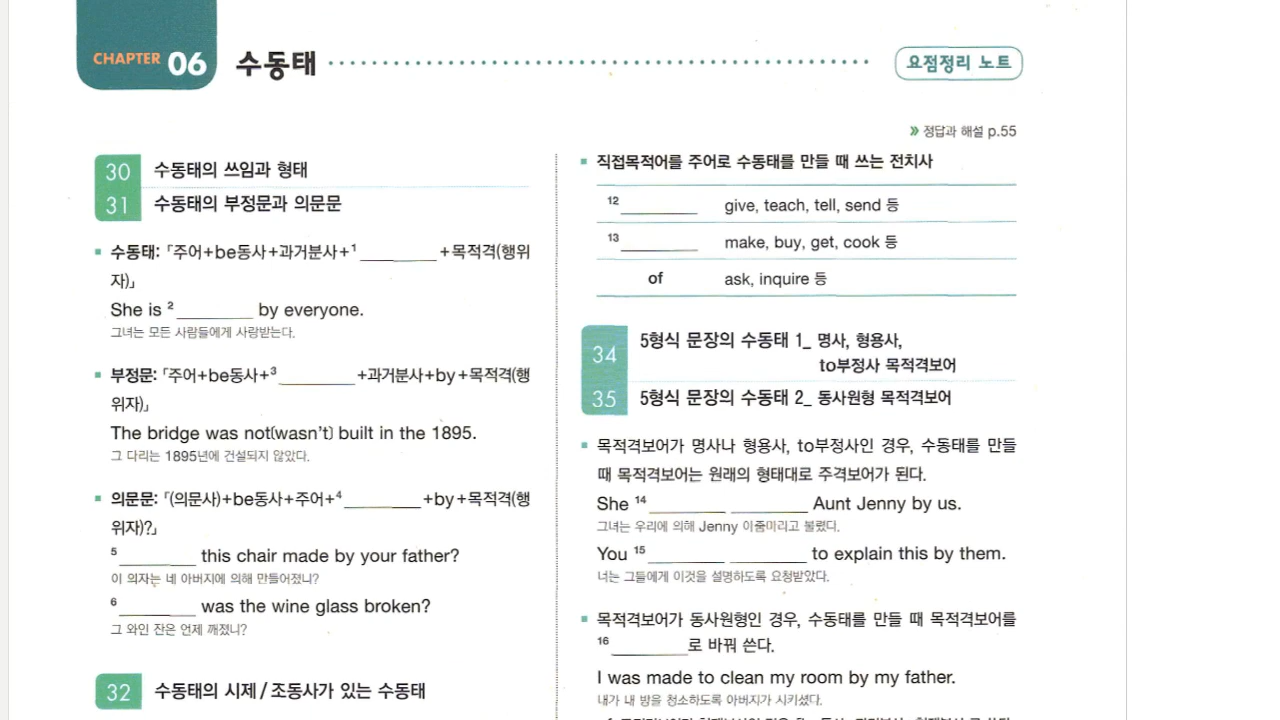 CHAPTER 06 수동태
요점정리 노트
» 정답과 해설 p.55
30 수동태의 쓰임과 형태
31 수동태의 부정문과 의문문
수동태: 「주어+be동사+과거분사+1 ________ +목적격(행위
자)」
She is 2 ________ by everyone.
그녀는 모든 사람들에게 사랑받는다.
부정문: 「주어+be동사+3 ________ +과거분사+by+목적격(행
위자)」
The bridge was not(wasn't) built in the 1895.
그 다리는 1895년에 건설되지 않았다.
의문문: 「(의문사)+be동사+주어+4 ________ +by+목적격(행
위자)?」
5 ________ this chair made by your father?
이 의자는 네 아버지에 의해 만들어졌니?
6 ________ was the wine glass broken?
그 와인 잔은 언제 깨졌니?
32 수동태의 시제 / 조동사가 있는 수동태
직접목적어를 주어로 수동태를 만들 때 쓰는 전치사
12 ________ give, teach, tell, send 등
13 ________ make, buy, get, cook 등
of ask, inquire 등
34 5형식 문장의 수동태 1_ 명사, 형용사,
to부정사 목적격보어
35 5형식 문장의 수동태 2_ 동사원형 목적격보어
목적격보어가 명사나 형용사, to부정사인 경우, 수동태를 만들
때 목적격보어는 원래의 형태대로 주격보어가 된다.
She 14 ________ ________ Aunt Jenny by us.
그녀는 우리에 의해 Jenny 이줌마리고 불렸다.
You 15 ________ ________ to explain this by them.
너는 그들에게 이것을 설명하도록 요청받았다.
목적격보어가 동사원형인 경우, 수동태를 만들 때 목적격보어를
16 ________로 바꿔 쓴다.
I was made to clean my room by my father.
내가 내 방을 청소하도록 아버지가 시키셨다.